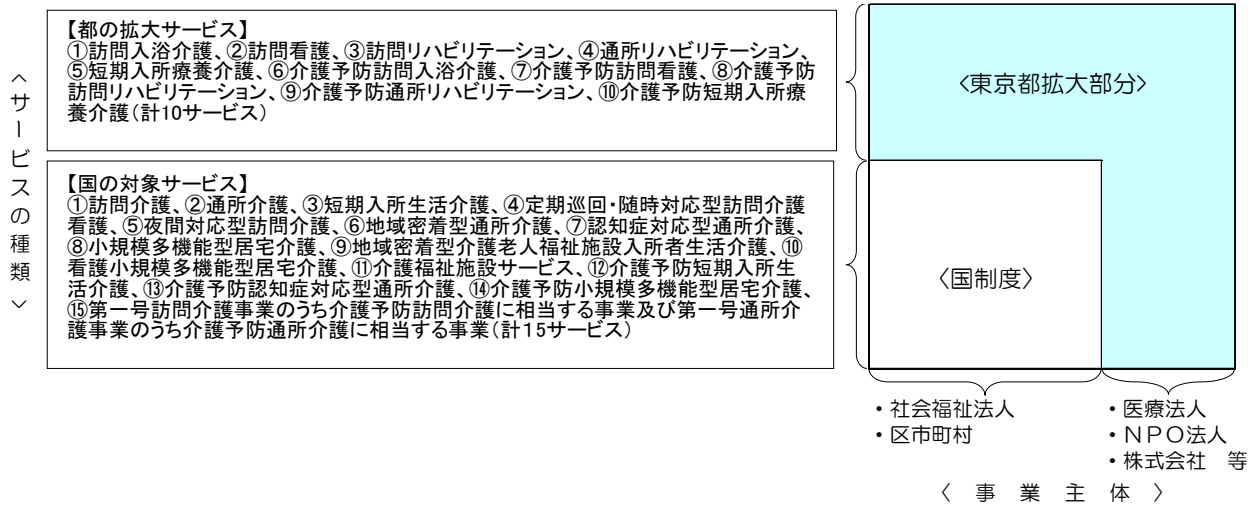 【都の拡大サービス】
①訪問入浴介護、②訪問看護、③訪問リハビリテーション、④通所リハビリテーション、
⑤短期入所療養介護、⑥介護予防訪問入浴介護、⑦介護予防訪問看護、⑧介護予防
訪問リハビリテーション、⑨介護予防通所リハビリテーション、⑩介護予防短期入所療
養介護(計10サービス)
〈東京都拡大部分〉
〈サービスの種類〉
【国の対象サービス】
①訪問介護、②通所介護、③短期入所生活介護、④定期巡回・随時対応型訪問介護
看護、⑤夜間対応型訪問介護、⑥地域密着型通所介護、⑦認知症対応型通所介護、
⑧小規模多機能型居宅介護、⑨地域密着型介護老人福祉施設入所者生活介護、⑩
看護小規模多機能型居宅介護、⑪介護福祉施設サービス、⑫介護予防短期入所生
活介護、⑬介護予防認知症対応型通所介護、⑭介護予防小規模多機能型居宅介護、
⑮第一号訪問介護事業のうち介護予防訪問介護に相当する事業及び第一号通所介
護事業のうち介護予防通所介護に相当する事業(計15サービス)
〈国制度〉
・社会福祉法人
・区市町村
・医療法人
・NPO法人
・株式会社 等
〈 事 業 主 体 〉